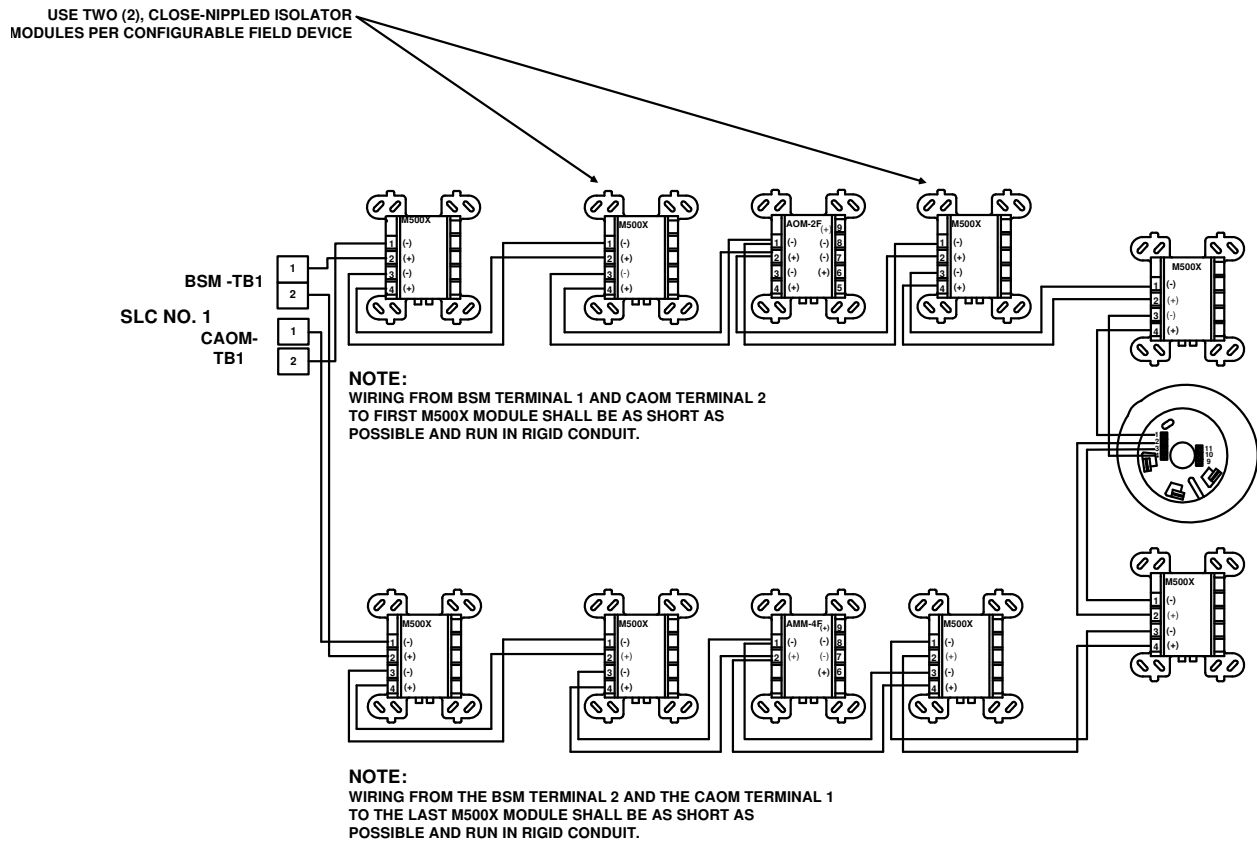 USE TWO (2), CLOSE-NIPPLED ISOLATOR
MODULES PER CONFIGURABLE FIELD DEVICE
M500X
1 (-)
2 (+)
3 (-)
4 (+)
M500X
1 (-)
2 (+)
3 (-)
4 (+)
AOM-2F (+) 9
1 (-) (-) 8
2 (+) (-) 7
3 (-) (+) 6
4 (+) 5
M500X
1 (-)
2 (+)
3 (-)
4 (+)
M500X
1 (-)
2 (+)
3 (-)
4 (+)
BSM -TB1
1
2
SLC NO. 1
CAOM-
TB1
1
2
NOTE:
WIRING FROM BSM TERMINAL 1 AND CAOM TERMINAL 2
TO FIRST M500X MODULE SHALL BE AS SHORT AS
POSSIBLE AND RUN IN RIGID CONDUIT.
1
2
3
11
10
9
M500X
1 (-)
2 (+)
3 (-)
4 (+)
M500X
1 (-)
2 (+)
3 (-)
4 (+)
M500X
1 (-)
2 (+)
3 (-)
4 (+)
AMM-4F (+) 9
1 (-) (-) 8
2 (+) (-) 7
(+) 6
M500X
1 (-)
2 (+)
3 (-)
4 (+)
NOTE:
WIRING FROM THE BSM TERMINAL 2 AND THE CAOM TERMINAL 1
TO THE LAST M500X MODULE SHALL BE AS SHORT AS
POSSIBLE AND RUN IN RIGID CONDUIT.